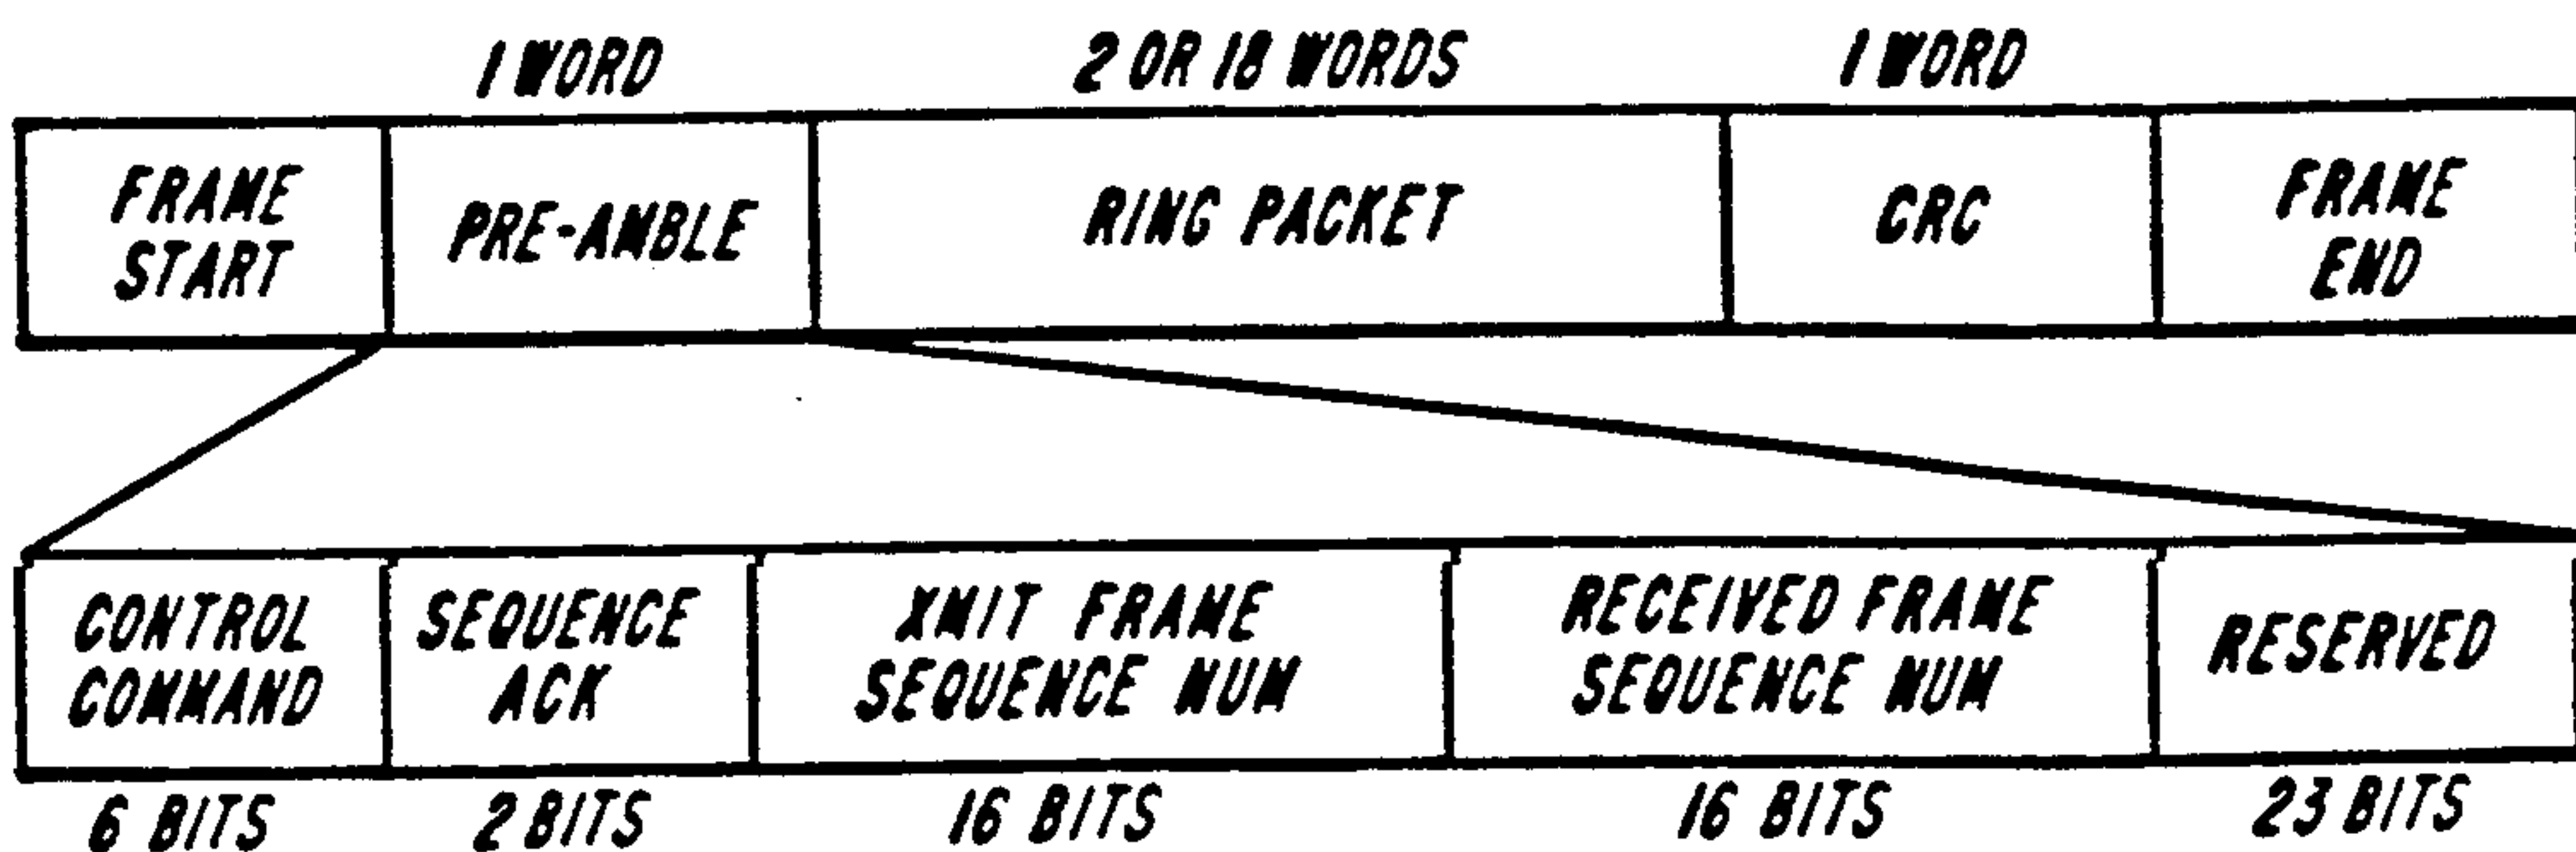 1 WORD 2 OR 18 WORDS 1 WORD
FRAME
START
PRE-AMBLE
RING PACKET
CRC
FRAME
END
CONTROL
COMMAND
SEQUENCE
ACK
XMIT FRAME
SEQUENCE NUM
RECEIVED FRAME
SEQUENCE NUM
RESERVED
6 BITS 2 BITS 16 BITS 16 BITS 23 BITS